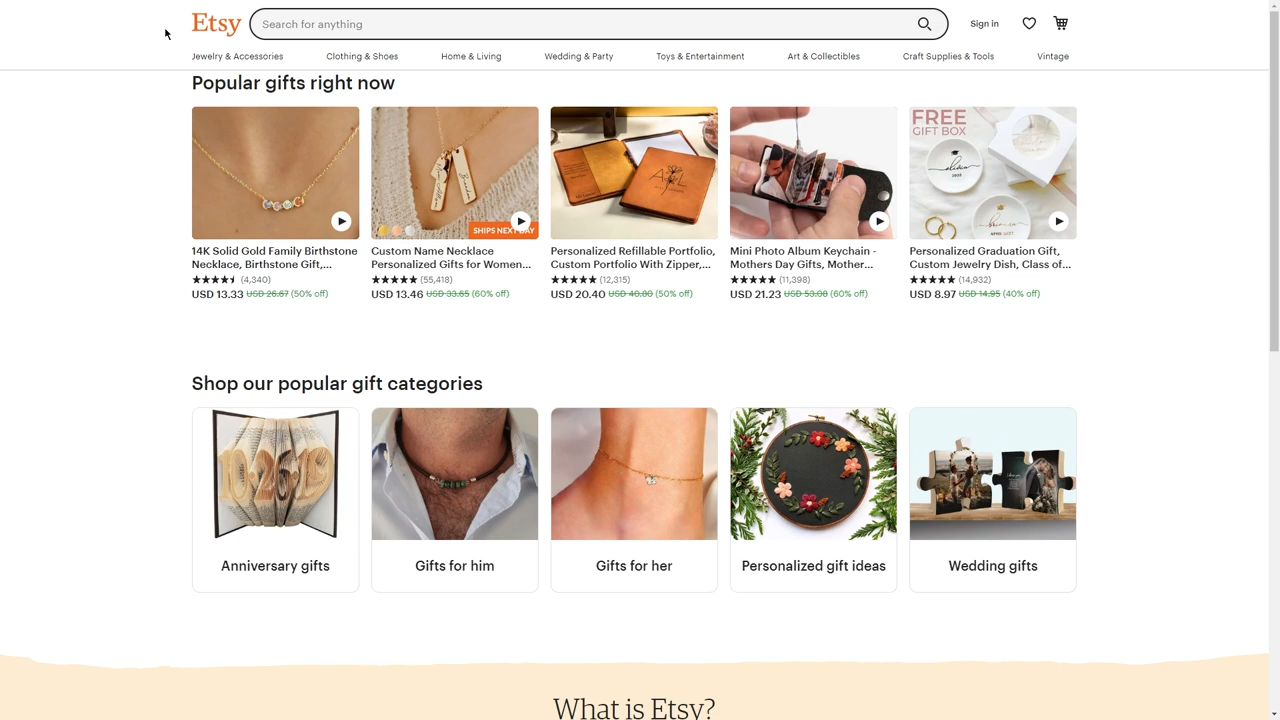 Etsy
Search for anything
Sign in
Jewelry & Accessories
Clothing & Shoes
Home & Living
Wedding & Party
Toys & Entertainment
Art & Collectibles
Craft Supplies & Tools
Vintage
Popular gifts right now
SHIPS NEXT DAY
FREE
GIFT BOX
14K Solid Gold Family Birthstone
Necklace, Birthstone Gift,...
(4,340)
USD 13.33 USD 26.67 (50% off)
Custom Name Necklace
Personalized Gifts for Women...
(55,418)
USD 13.46 USD 33.65 (60% off)
Personalized Refillable Portfolio,
Custom Portfolio With Zipper,...
(12,315)
USD 20.40 USD 40.80 (50% off)
Mini Photo Album Keychain -
Mothers Day Gifts, Mother...
(11,398)
USD 21.23 USD 53.08 (60% off)
Personalized Graduation Gift,
Custom Jewelry Dish, Class of...
(14,932)
USD 8.97 USD 14.95 (40% off)
Shop our popular gift categories
Anniversary gifts
Gifts for him
Gifts for her
Personalized gift ideas
Wedding gifts
What is Etsy?